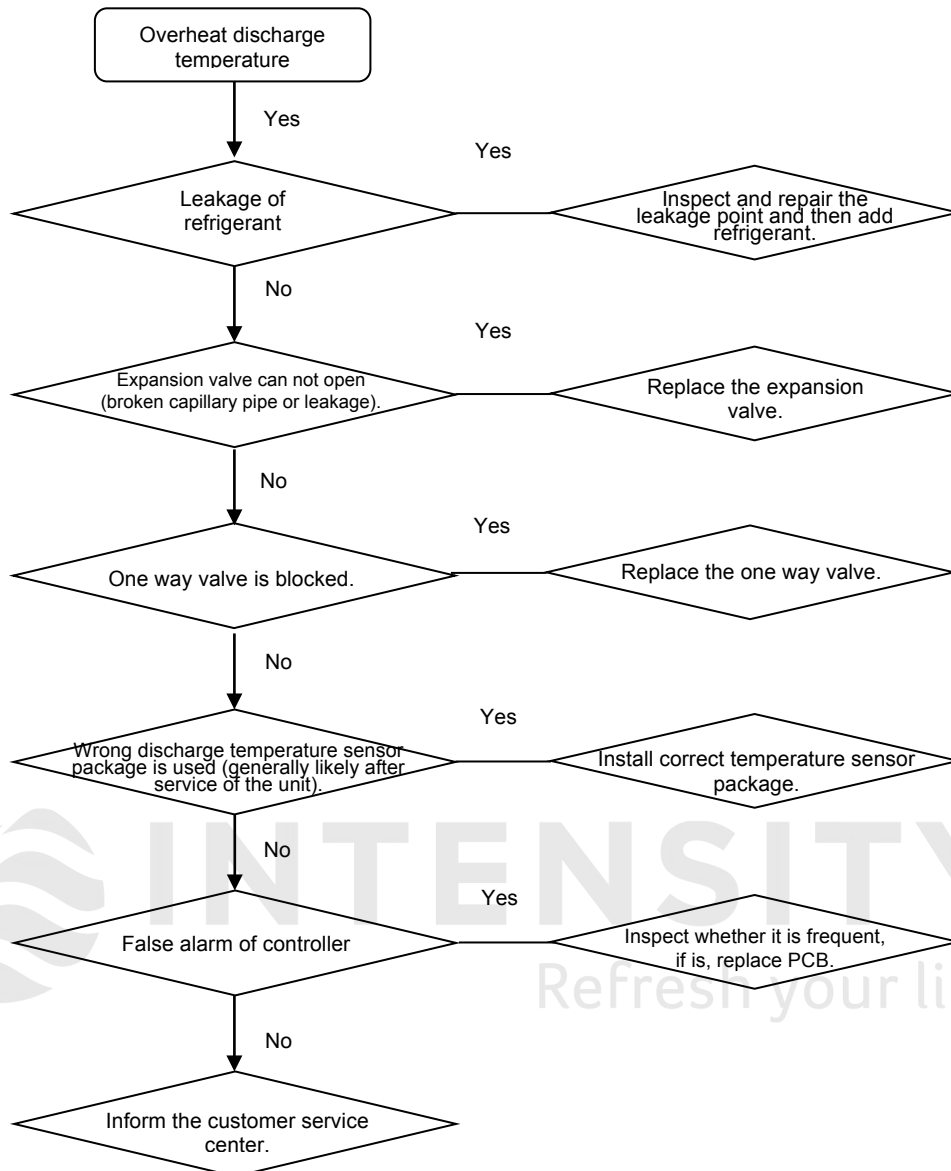 Overheat discharge
temperature
Yes
Yes
Leakage of
refrigerant
Inspect and repair the
leakage point and then add
refrigerant.
No
Yes
Expansion valve can not open
(broken capillary pipe or leakage).
Replace the expansion
valve.
No
Yes
One way valve is blocked.
Replace the one way valve.
No
Yes
Wrong discharge temperature sensor
package is used (generally likely after
service of the unit).
Install correct temperature sensor
package.
No
Yes
False alarm of controller
Inspect whether it is frequent,
if is, replace PCB.
No
Inform the customer service
center.
INTENSITY
Refresh your li